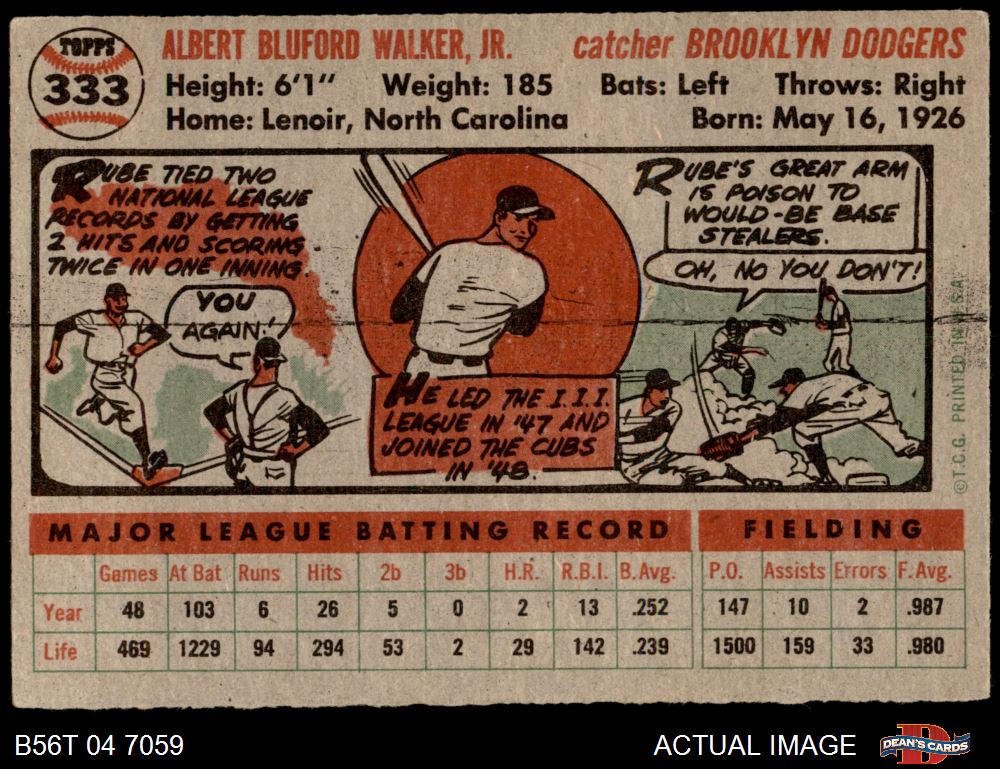 TOPPS
333
ALBERT BLUFORD WALKER, JR. catcher BROOKLYN DODGERS
Height: 6'1" Weight: 185 Bats: Left Throws: Right
Home: Lenoir, North Carolina Born: May 16, 1926
RUBE TIED TWO
NATIONAL LEAGUE
RECORDS BY GETTING
2 HITS AND SCORING
TWICE IN ONE INNING.
YOU
AGAIN!
HE LED THE I.I.I.
LEAGUE IN '47 AND
JOINED THE CUBS
IN '48.
RUBE'S GREAT ARM
IS POISON TO
WOULD-BE BASE
STEALERS.
OH, NO YOU DON'T!
©T.C.G. PRINTED IN U.S.A.
MAJOR LEAGUE BATTING RECORD FIELDING
Games At Bat Runs Hits 2b 3b H.R. R.B.I. B.Avg. P.O. Assists Errors F.Avg.
Year 48 103 6 26 5 0 2 13 .252 147 10 2 .987
Life 469 1229 94 294 53 2 29 142 .239 1500 159 33 .980
B56T 04 7059 ACTUAL IMAGE DEAN'S CARDS